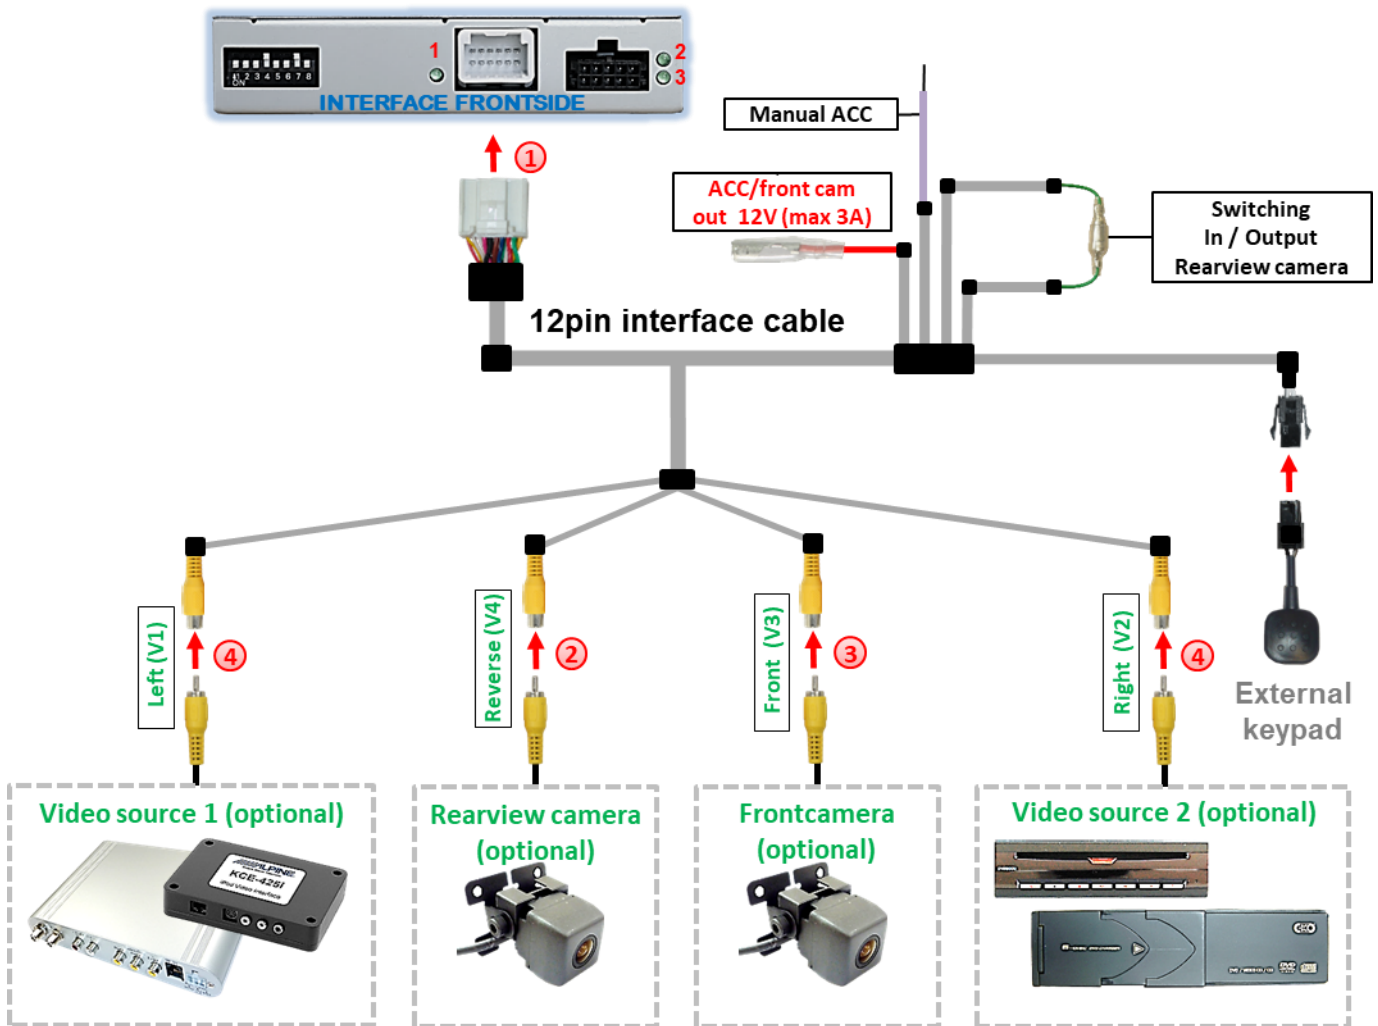 1
2
3
1 2 3 4 5 6 7 8
ON
INTERFACE FRONTSIDE
1
Manual ACC
ACC/front cam
out 12V (max 3A)
Switching
In / Output
Rearview camera
12pin interface cable
Left (V1)
4
Reverse (V4)
2
Front (V3)
3
Right (V2)
4
External
keypad
Video source 1 (optional)
ALPINE
KCE-425i
iPod Video Interface
Rearview camera
(optional)
Frontcamera
(optional)
Video source 2 (optional)